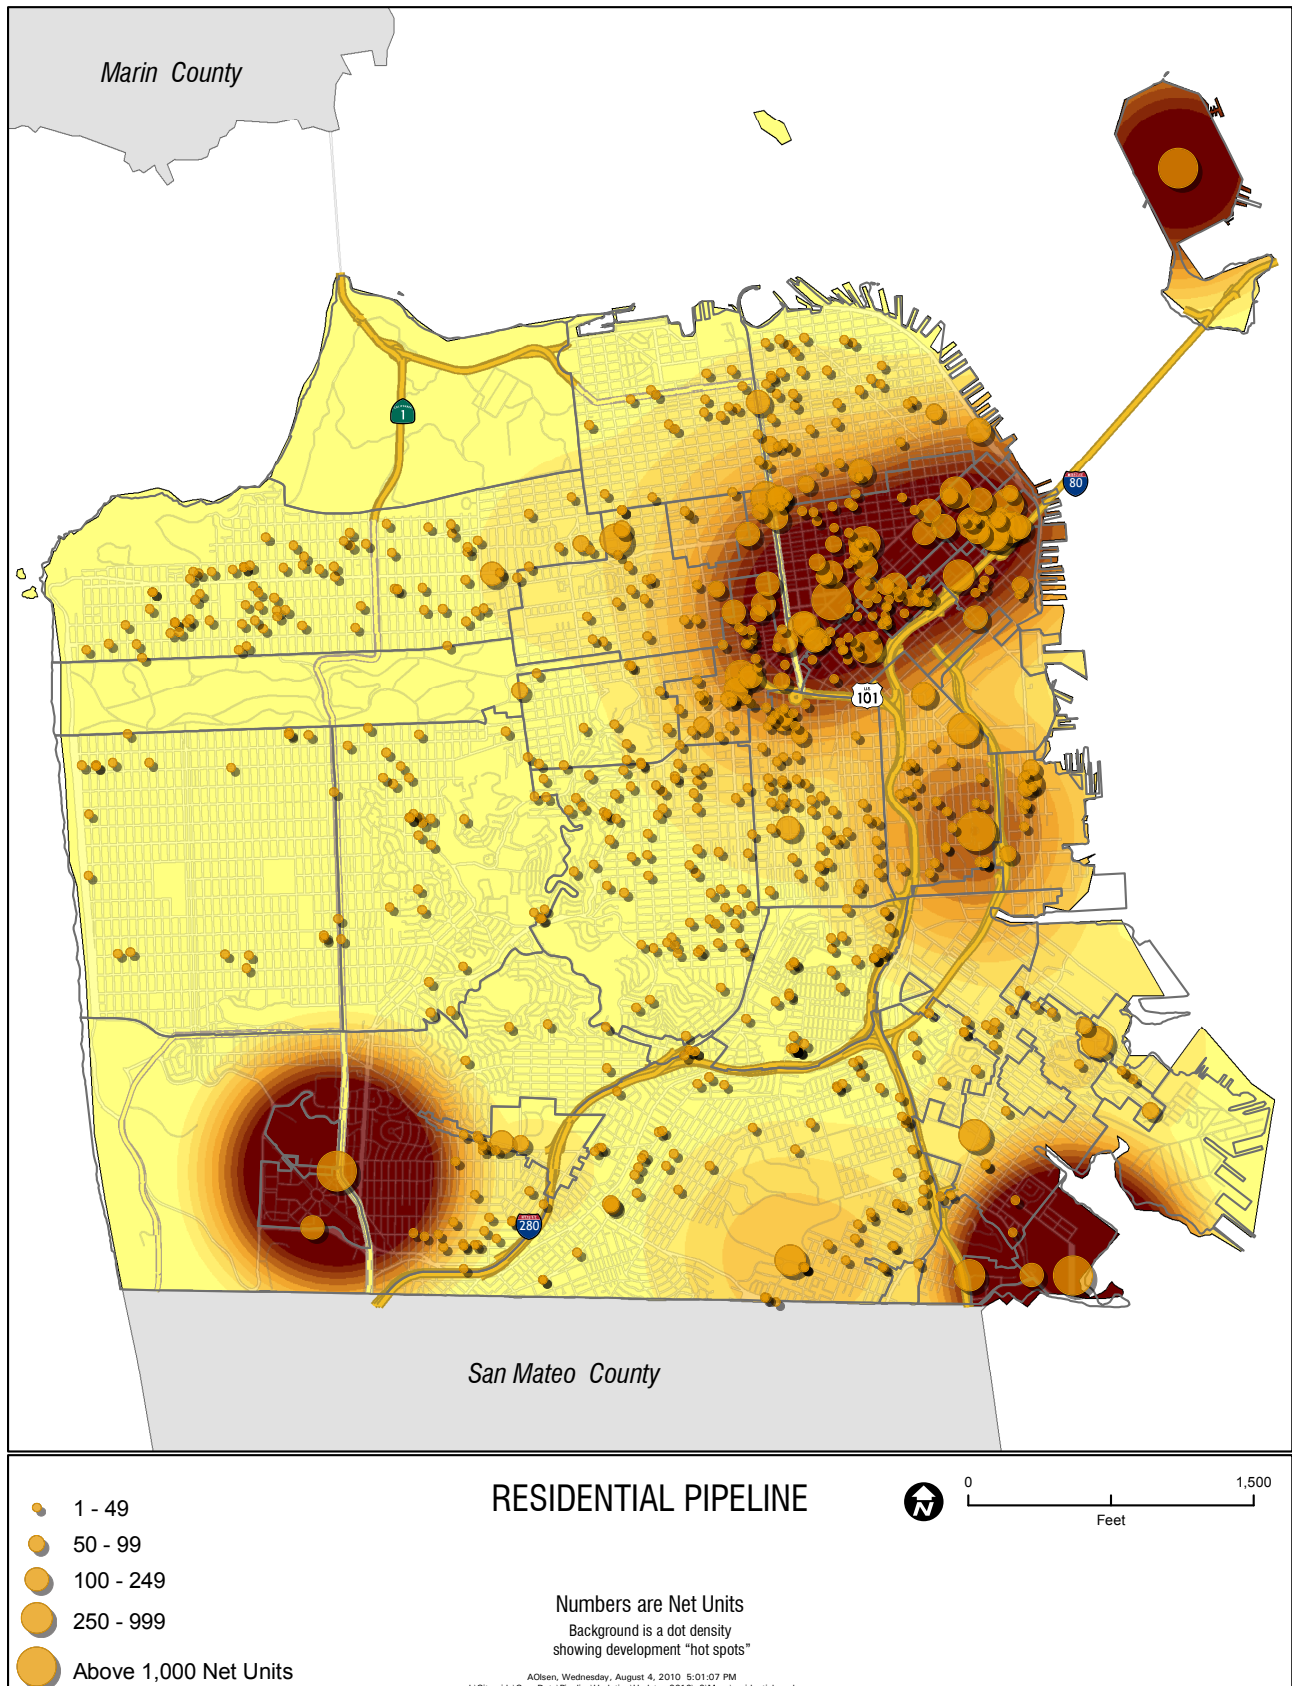 Marin County
1
80
US
101
280
San Mateo County
RESIDENTIAL PIPELINE
0
1,500
Feet
1 - 49
50 - 99
100 - 249
250 - 999
Above 1,000 Net Units
Numbers are Net Units
Background is a dot density
showing development “hot spots”
AOlsen, Wednesday, August 4, 2010 5:01:07 PM
N